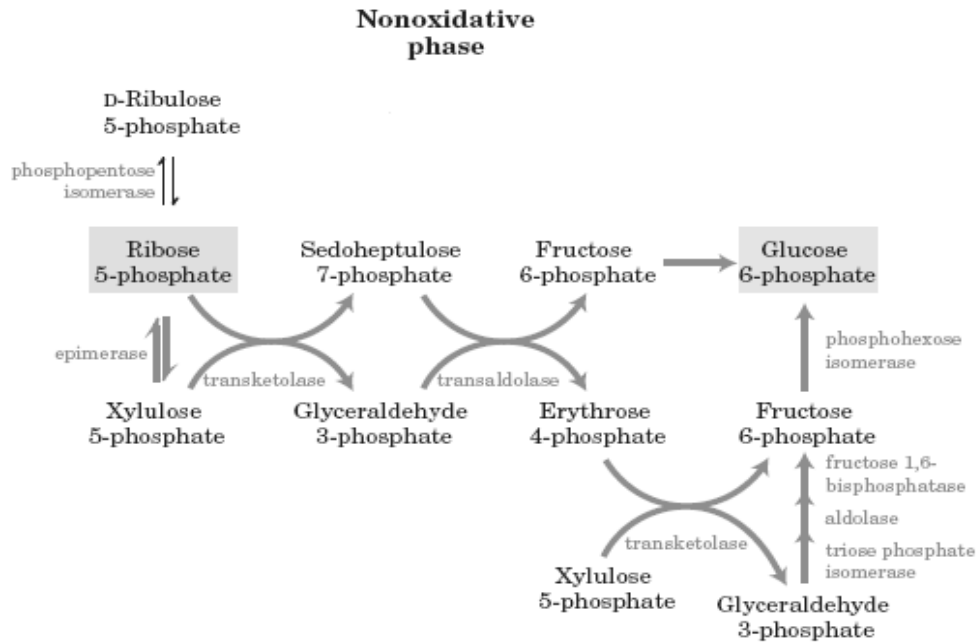 Nonoxidative
phase
D-Ribulose
5-phosphate
phosphopentose
isomerase
Ribose
5-phosphate
Sedoheptulose
7-phosphate
Fructose
6-phosphate
Glucose
6-phosphate
epimerase
transketolase
transaldolase
phosphohexose
isomerase
Xylulose
5-phosphate
Glyceraldehyde
3-phosphate
Erythrose
4-phosphate
Fructose
6-phosphate
fructose 1,6-
bisphosphatase
aldolase
transketolase
triose phosphate
isomerase
Xylulose
5-phosphate
Glyceraldehyde
3-phosphate